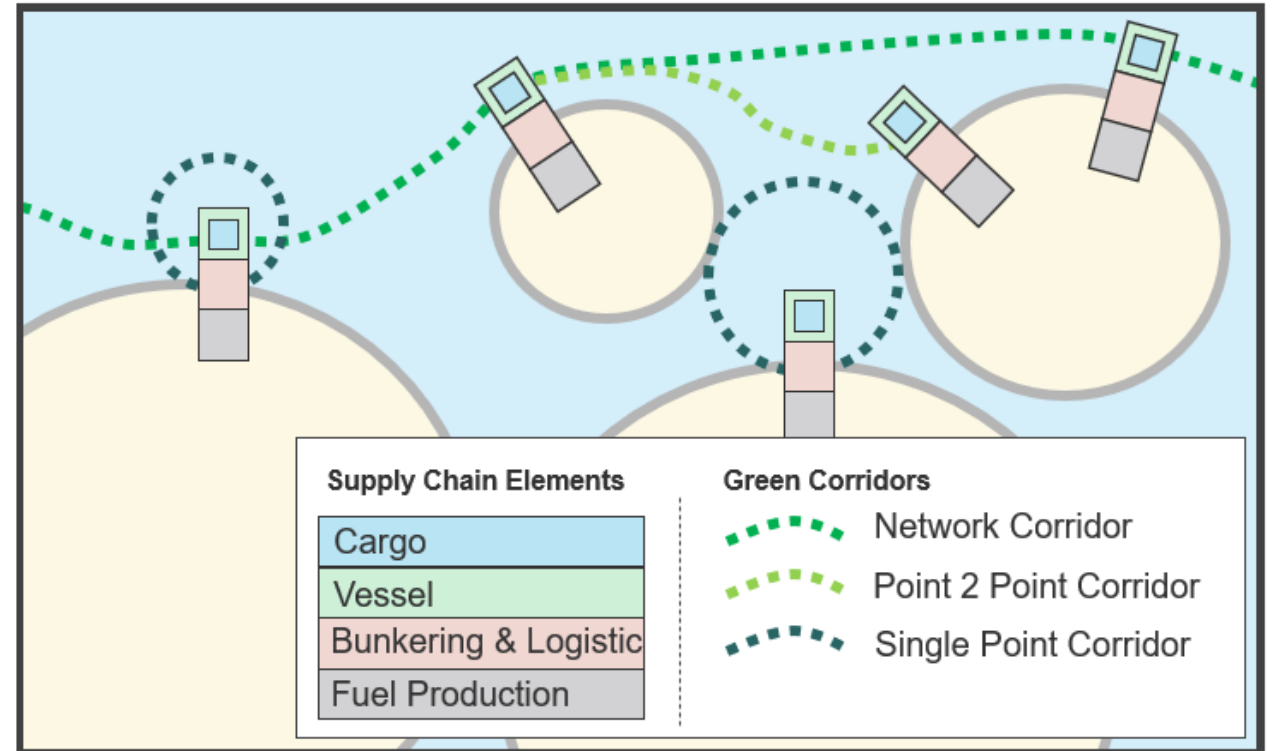 Supply Chain Elements
Cargo
Vessel
Bunkering & Logistic
Fuel Production
Green Corridors
Network Corridor
Point 2 Point Corridor
Single Point Corridor